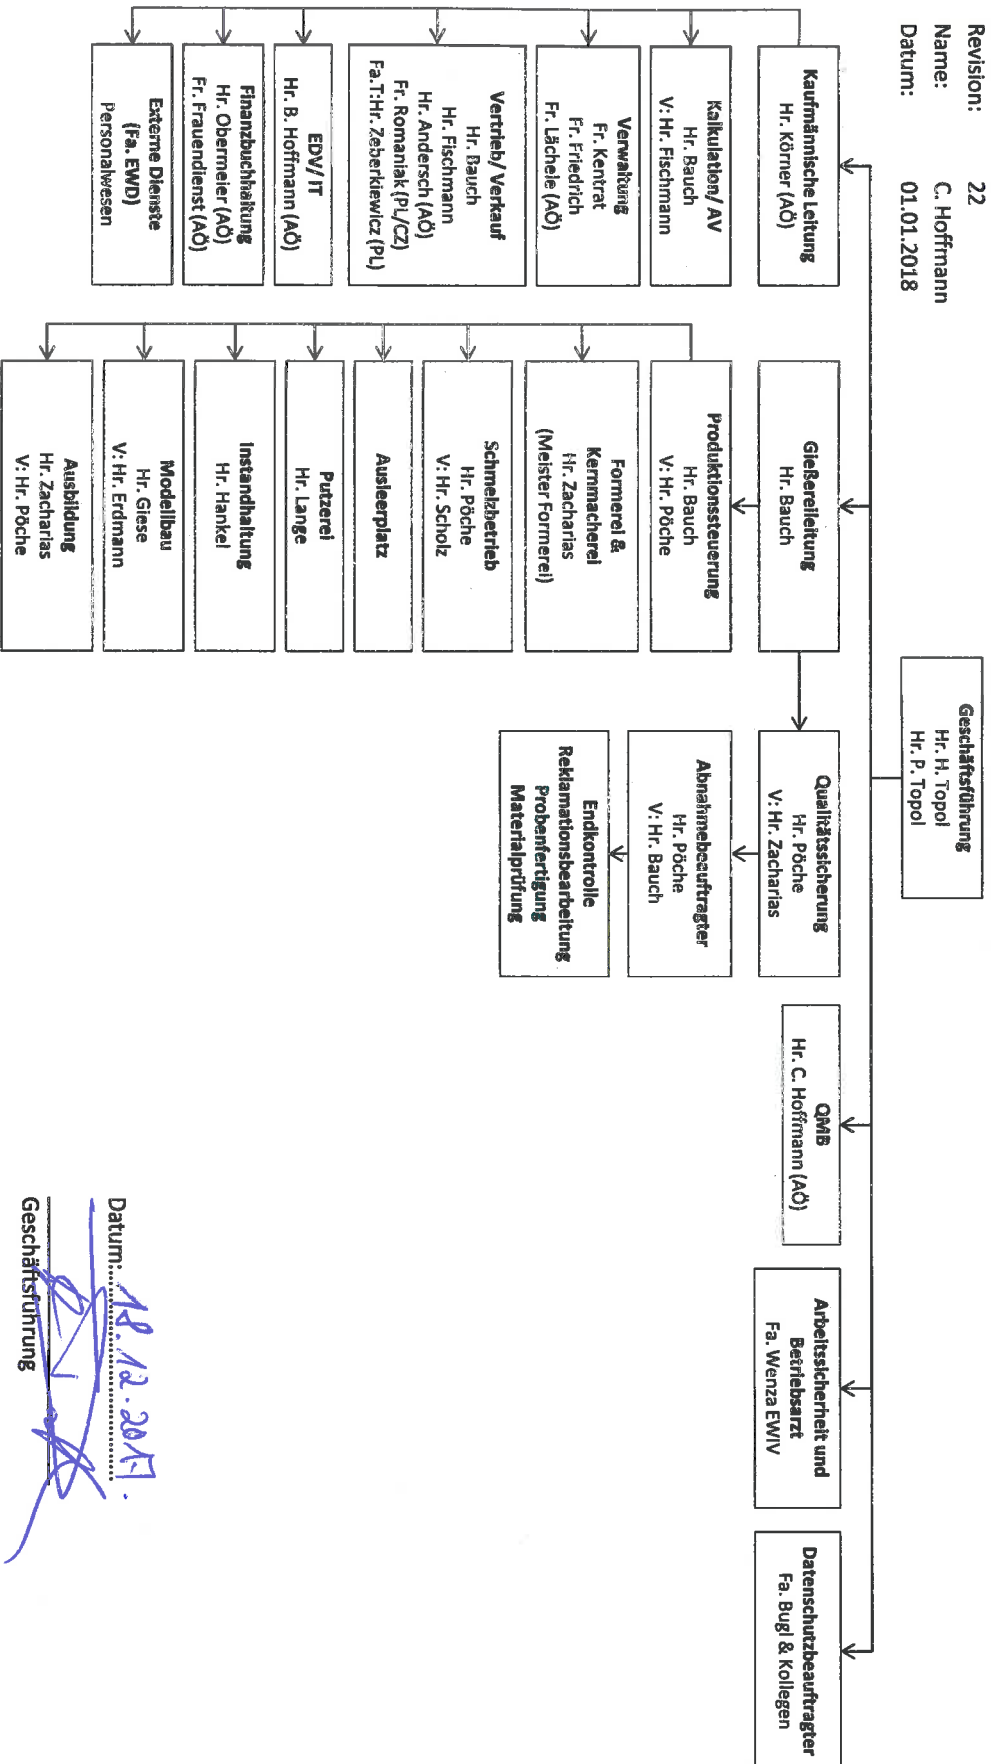 Revision: 22
Name: C. Hoffmann
Datum: 01.01.2018
Geschäftsführung
Hr. H. Topol
Hr. P. Topol
Kaufmännische Leitung
Hr. Körner (AÖ)
Kalkulation/ AV
Hr. Bauch
V: Hr. Fischmann
Verwaltung
Fr. Kentrat
Fr. Friedrich
Fr. Lächele (AÖ)
Vertrieb/ Verkauf
Hr. Bauch
Hr. Fischmann
Hr. Andersch (AÖ)
Fr. Romaniak (PL/CZ)
Fa.T:Hr. Zeberkiewicz (PL)
EDV/ IT
Hr. B. Hoffmann (AÖ)
Finanzbuchhaltung
Hr. Obermeier (AÖ)
Fr. Frauendienst (AÖ)
Externe Dienste
(Fa. EWD)
Personalwesen
Gießereileitung
Hr. Bauch
Produktionssteuerung
Hr. Bauch
V: Hr. Pöche
Formerei &
Kernmacherei
Hr. Zacharias
(Meister Formerei)
Schmelzbetrieb
Hr. Pöche
V: Hr. Scholz
Ausleerplatz
Putzerei
Hr. Lange
Instandhaltung
Hr. Hankel
Modellbau
Hr. Giese
V: Hr. Erdmann
Ausbildung
Hr. Zacharias
V: Hr. Pöche
Qualitätssicherung
Hr. Pöche
V: Hr. Zacharias
Abnahmebeauftragter
Hr. Pöche
V: Hr. Bauch
Endkontrolle
Reklamationsbearbeitung
Probenfertigung
Materialprüfung
QMB
Hr. C. Hoffmann (AÖ)
Arbeitssicherheit und
Betriebsarzt
Fa. Wenza EWIV
Datenschutzbeauftragter
Fa. Bugl & Kollegen
Datum: 18.12.2017.
Geschäftsführung